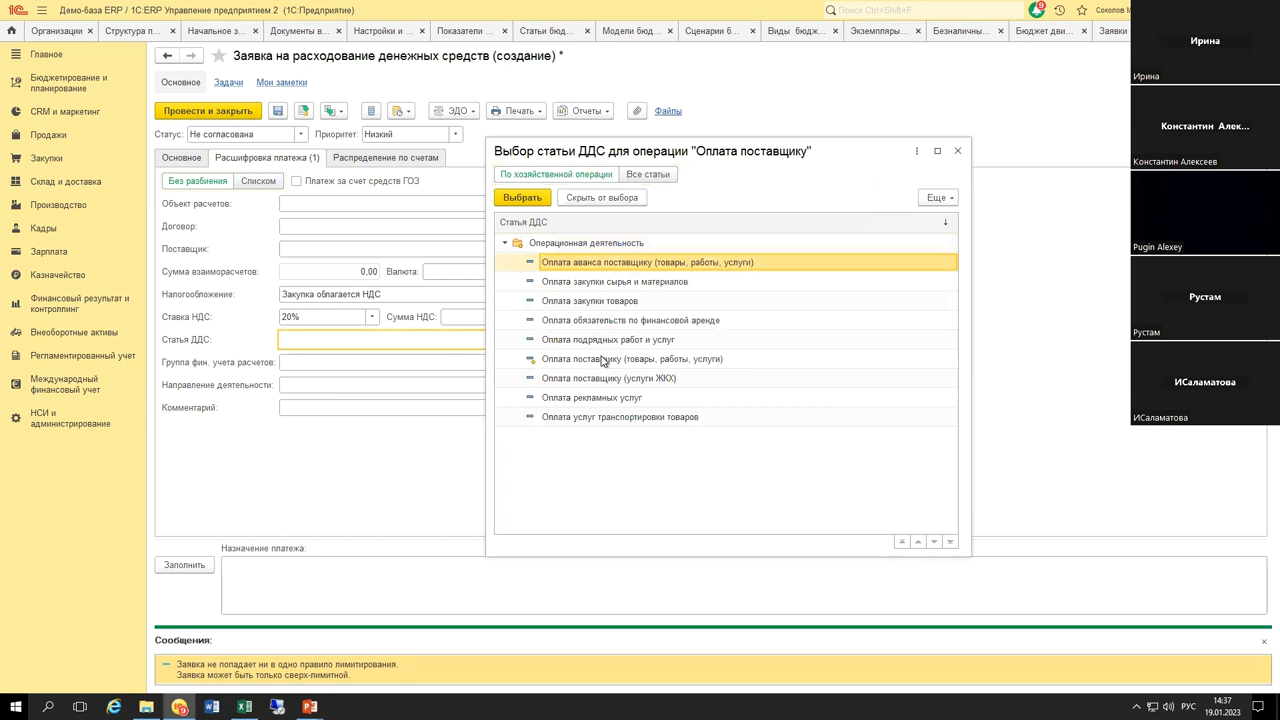 Демо-база ERP / 1С:ERP Управление предприятием 2 (1С:Предприятие)
Поиск Ctrl+Shift+F
9
Соколов М
Организации
Структура п...
Начальное з...
Документы в...
Настройки и ...
Показатели ...
Статьи бюд...
Модели бюд...
Сценарии б...
Виды бюдж...
Экземпляры...
Безналичны...
Бюджет дви...
Заявки
Главное
Бюджетирование и
планирование
CRM и маркетинг
Продажи
Закупки
Склад и доставка
Производство
Кадры
Зарплата
Казначейство
Финансовый результат и
контроллинг
Внеоборотные активы
Регламентированный учет
Международный
финансовый учет
НСИ и
администрирование
Заявка на расходование денежных средств (создание) *
Основное
Задачи
Мои заметки
Провести и закрыть
ЭДО
Печать
Отчеты
Файлы
Статус:
Не согласована
Приоритет:
Низкий
Основное
Расшифровка платежа (1)
Распределение по счетам
Без разбиения
Списком
Платеж за счет средств ГОЗ
Объект расчетов:
Договор:
Поставщик:
Сумма взаиморасчетов:
0,00
Валюта:
Налогообложение:
Закупка облагается НДС
Ставка НДС:
20%
Сумма НДС:
Статья ДДС:
Группа фин. учета расчетов:
Направление деятельности:
Комментарий:
Выбор статьи ДДС для операции "Оплата поставщику"
По хозяйственной операции
Все статьи
Выбрать
Скрыть от выбора
Еще
Статья ДДС
Операционная деятельность
Оплата аванса поставщику (товары, работы, услуги)
Оплата закупки сырья и материалов
Оплата закупки товаров
Оплата обязательств по финансовой аренде
Оплата подрядных работ и услуг
Оплата поставщику (товары, работы, услуги)
Оплата поставщику (услуги ЖКХ)
Оплата рекламных услуг
Оплата услуг транспортировки товаров
Назначение платежа:
Заполнить
Сообщения:
Заявка не попадает ни в одно правило лимитирования.
Заявка может быть только сверх-лимитной.
Ирина
Ирина
Константин Алек...
Константин Алексеев
Pugin Alexey
Рустам
Рустам
ИСаламатова
ИСаламатова
РУС
14:37
19.01.2023